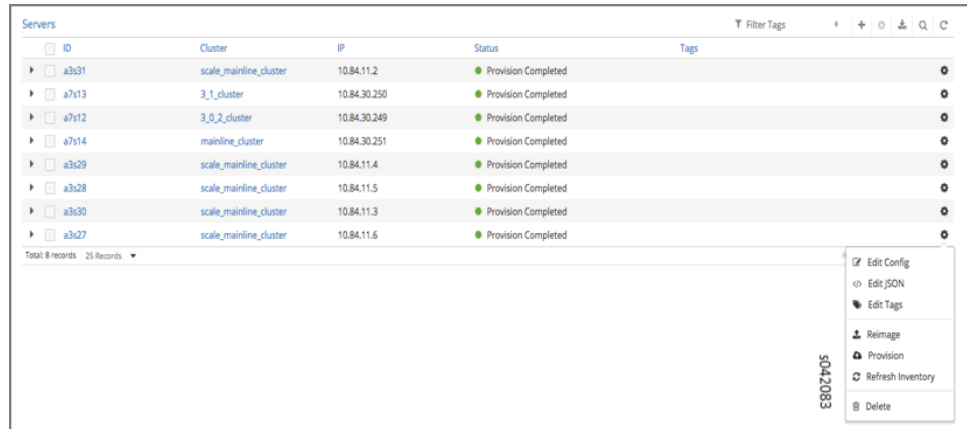 Servers Filter Tags
ID Cluster IP Status Tags
a3s31 scale_mainline_cluster 10.84.11.2 Provision Completed
a7s13 3_1_cluster 10.84.30.250 Provision Completed
a7s12 3_0_2_cluster 10.84.30.249 Provision Completed
a7s14 mainline_cluster 10.84.30.251 Provision Completed
a3s29 scale_mainline_cluster 10.84.11.4 Provision Completed
a3s28 scale_mainline_cluster 10.84.11.5 Provision Completed
a3s30 scale_mainline_cluster 10.84.11.3 Provision Completed
a3s27 scale_mainline_cluster 10.84.11.6 Provision Completed
Total: 8 records 25 Records
Edit Config
Edit JSON
Edit Tags
Reimage
Provision
Refresh Inventory
Delete
s042083